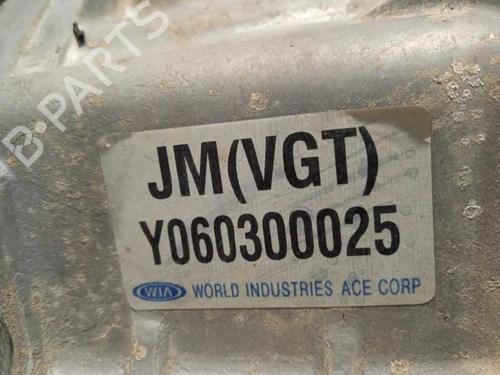 B-PARTS
JM(VGT)
Y060300025
WIA WORLD INDUSTRIES ACE CORP